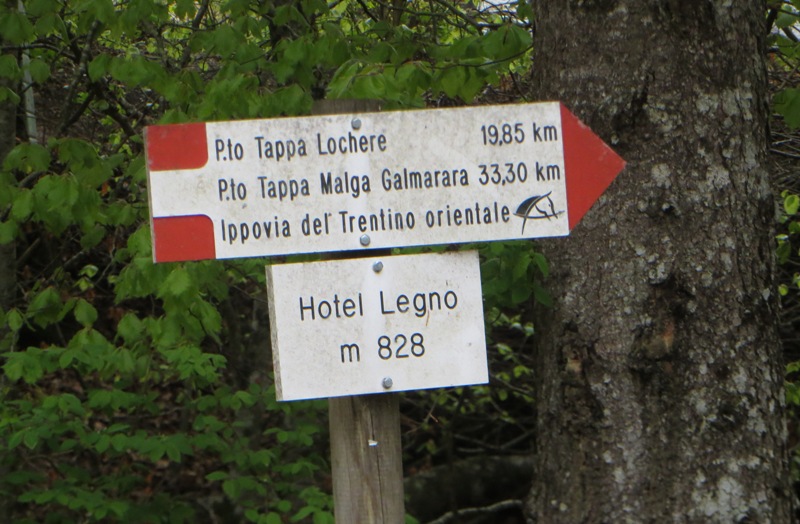 P.to Tappa Lochere 19,85 km
P.to Tappa Malga Galmarara 33,30 km
Ippovia del Trentino orientale
Hotel Legno
m 828